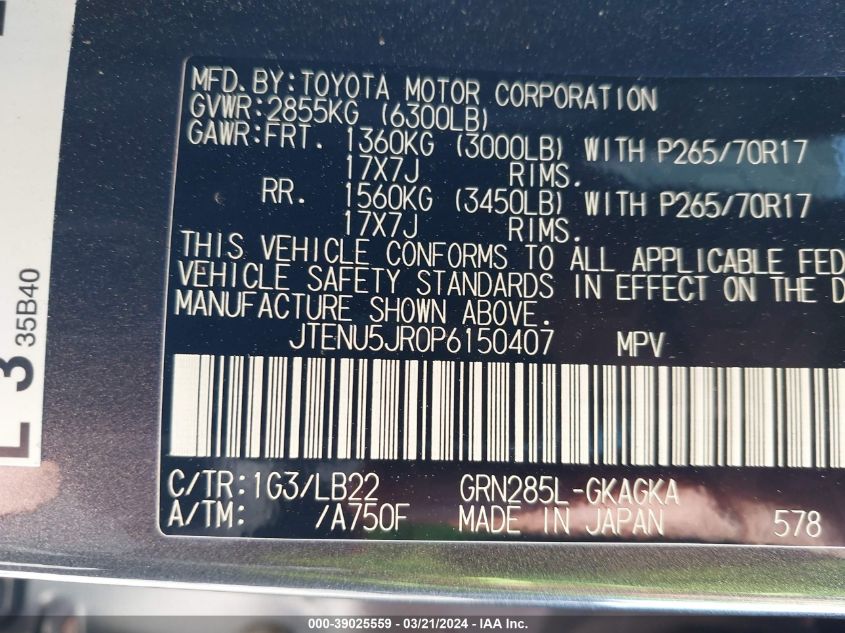 MFD.BY:TOYOTA MOTOR CORPORATION
GVWR:2855KG (6300LB)
GAWR:FRT. 1360KG (3000LB) WITH P265/70R17
17X7J RIMS.
RR. 1560KG (3450LB) WITH P265/70R17
17X7J RIMS.
THIS VEHICLE CONFORMS TO ALL APPLICABLE FED
VEHICLE SAFETY STANDARDS IN EFFECT ON THE D
MANUFACTURE SHOWN ABOVE.
JTENU5JR0P6150407 MPV
C/TR:1G3/LB22 GRN285L-GKAGKA
A/TM: /A750F MADE IN JAPAN 578
L 3
35B40
000-39025559 - 03/21/2024 - IAA Inc.